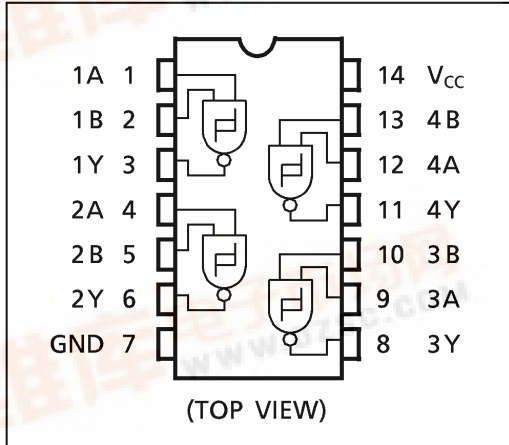 1A 1 14 VCC
1B 2 13 4B
1Y 3 12 4A
2A 4 11 4Y
2B 5 10 3B
2Y 6 9 3A
GND 7 8 3Y
(TOP VIEW)